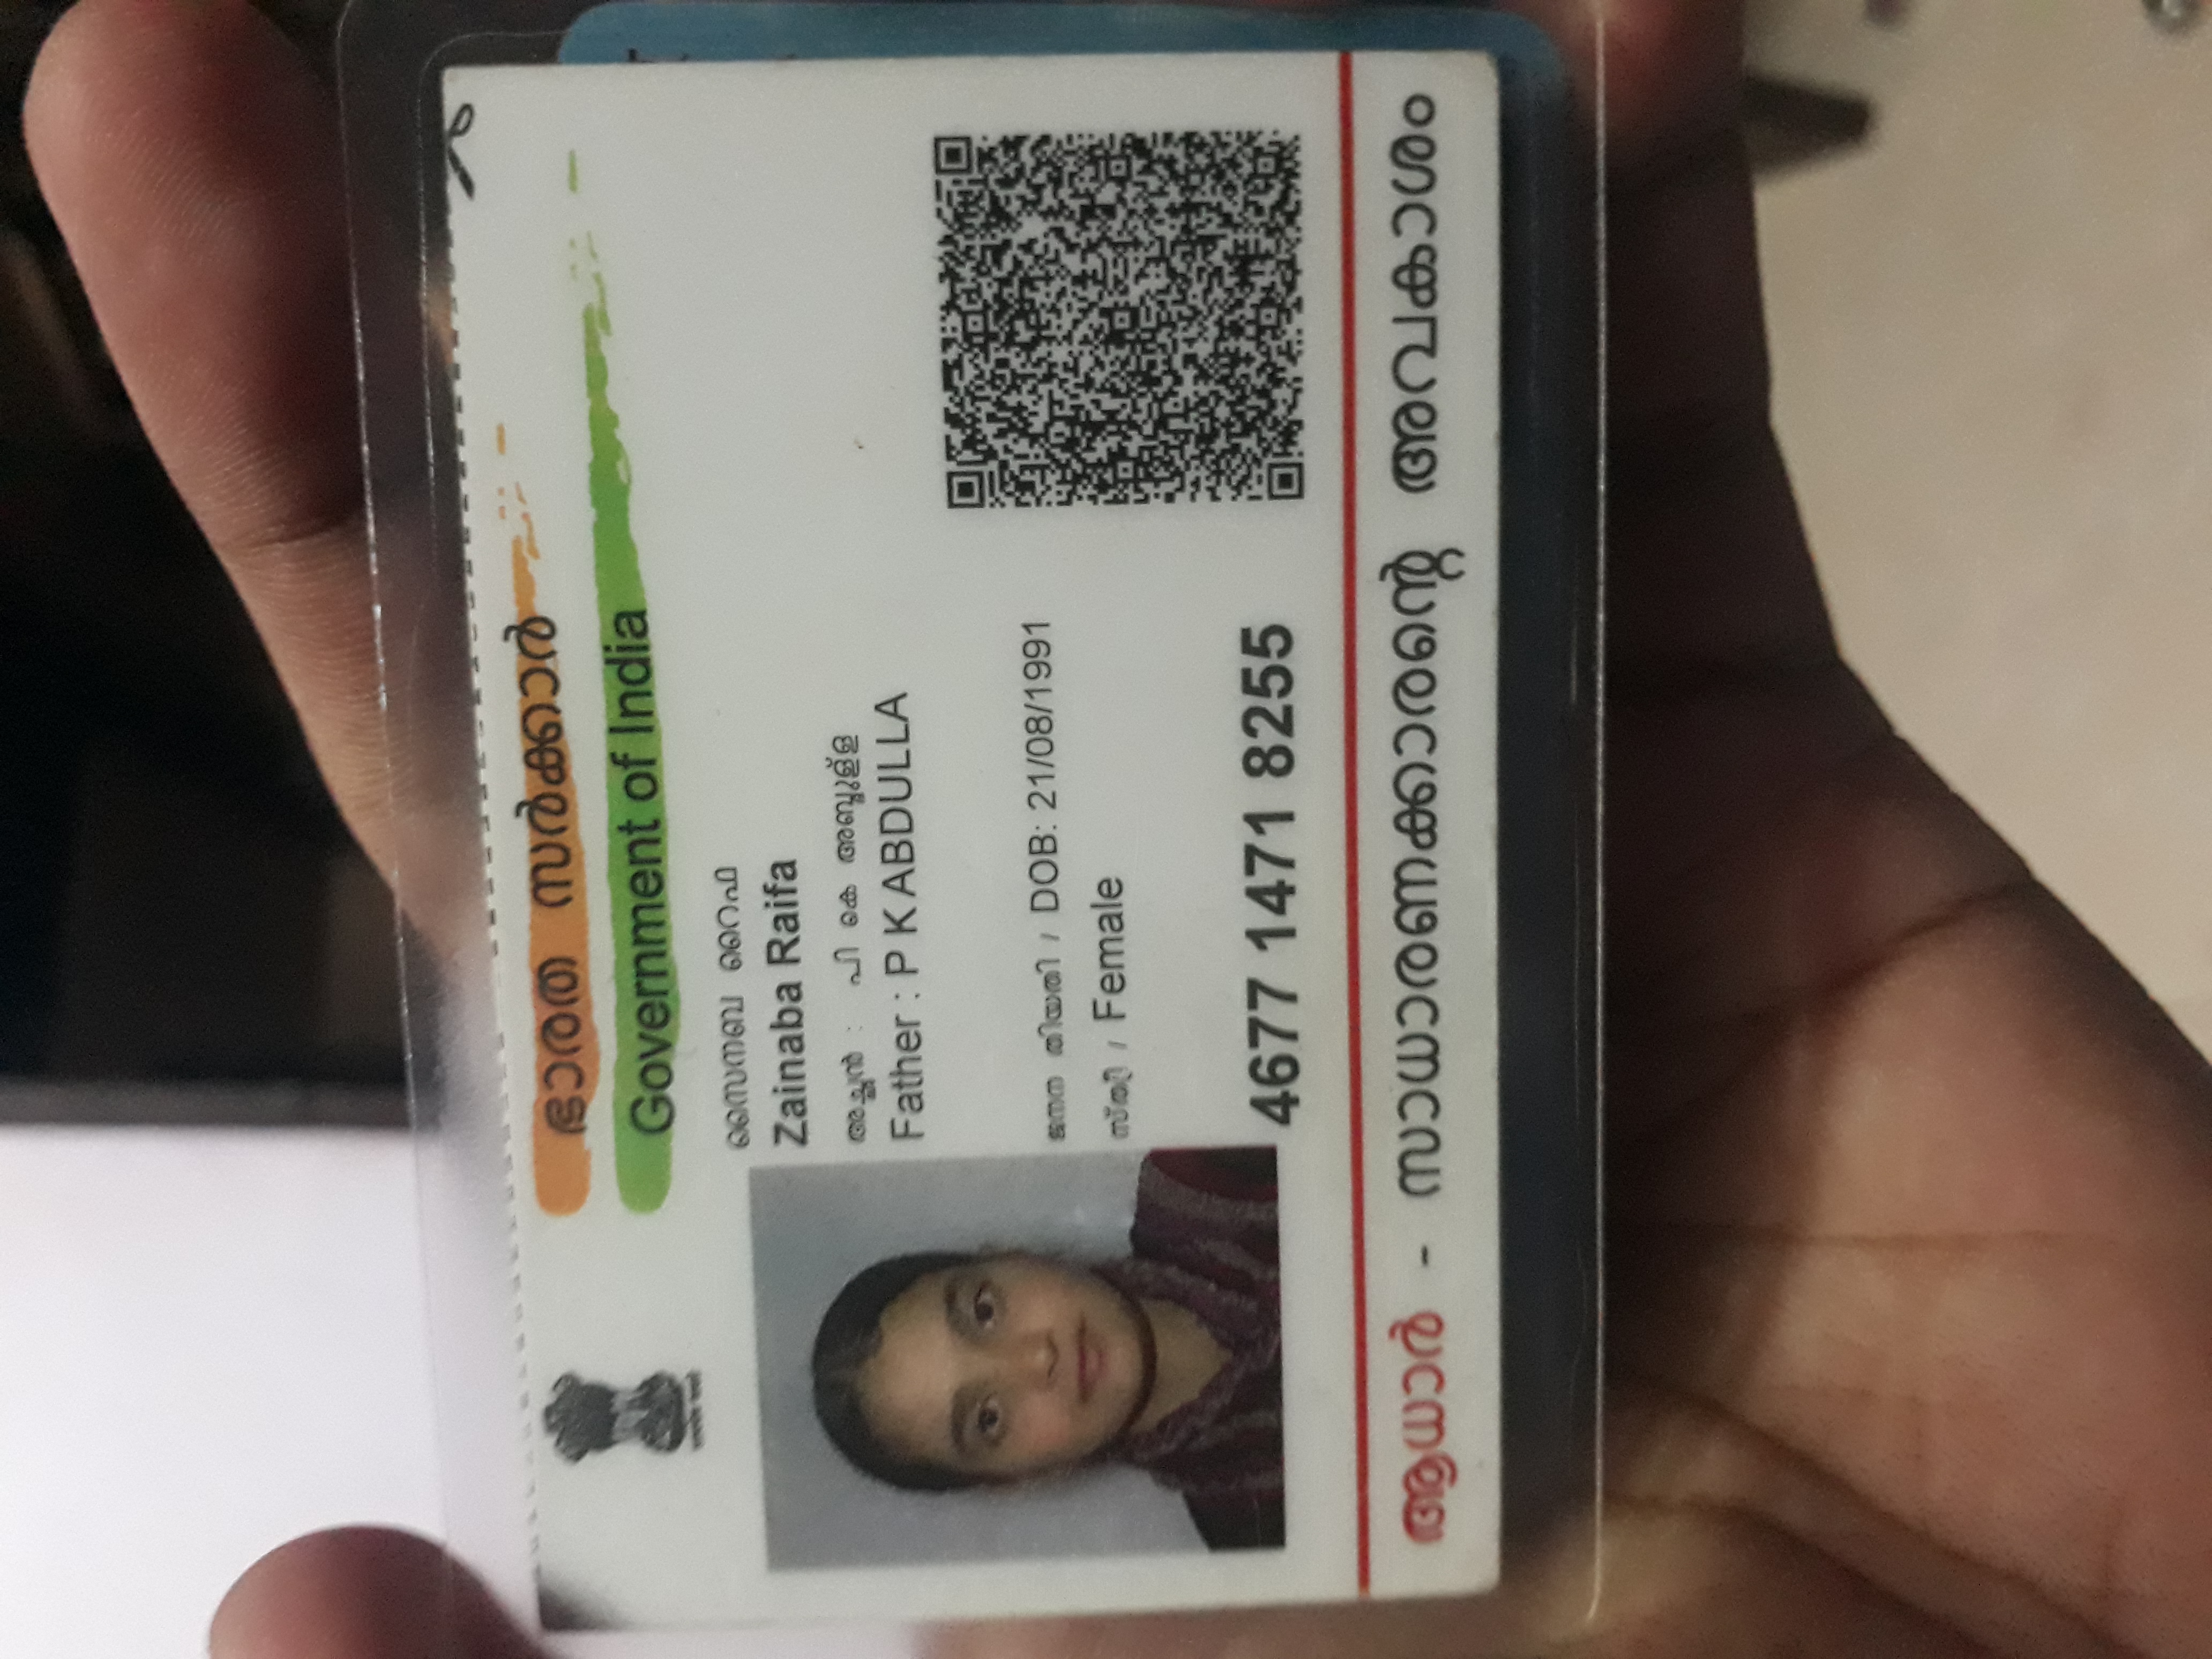 ഭാരത സർക്കാർ
Government of India
സൈനബ റൈഫ
Zainaba Raifa
അച്ഛൻ : പി കെ അബ്ദുള്ള
Father : P K ABDULLA
ജനന തിയതി / DOB: 21/08/1991
സ്ത്രീ / Female
4677 1471 8255
ആധാർ - സാധാരണക്കാരന്റെ അവകാശം